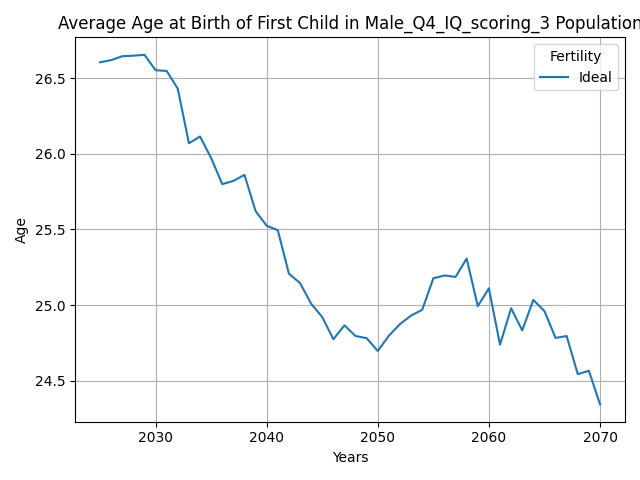 Average Age at Birth of First Child in Male_Q4_IQ_scoring_3 Population
Fertility
Ideal
26.5
26.0
25.5
25.0
24.5
Age
2030 2040 2050 2060 2070
Years